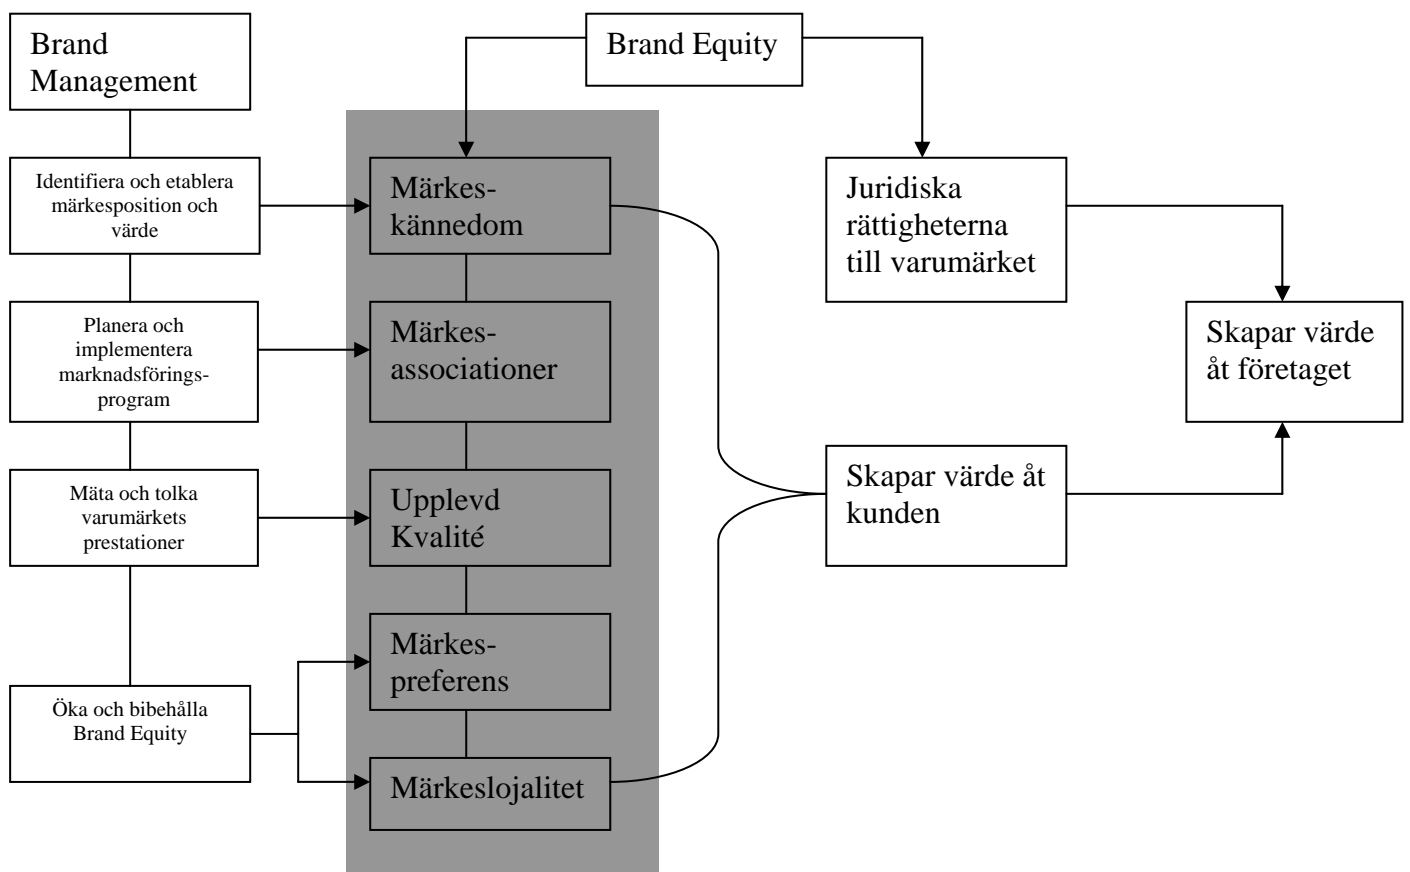 Brand
Management
Brand Equity
Identifiera och etablera
märkesposition och
värde
Märkes-
kännedom
Juridiska
rättigheterna
till varumärket
Planera och
implementera
marknadsförings-
program
Märkes-
associationer
Skapar värde
åt företaget
Mäta och tolka
varumärkets
prestationer
Upplevd
Kvalité
Skapar värde åt
kunden
Märkes-
preferens
Öka och bibehålla
Brand Equity
Märkeslojalitet